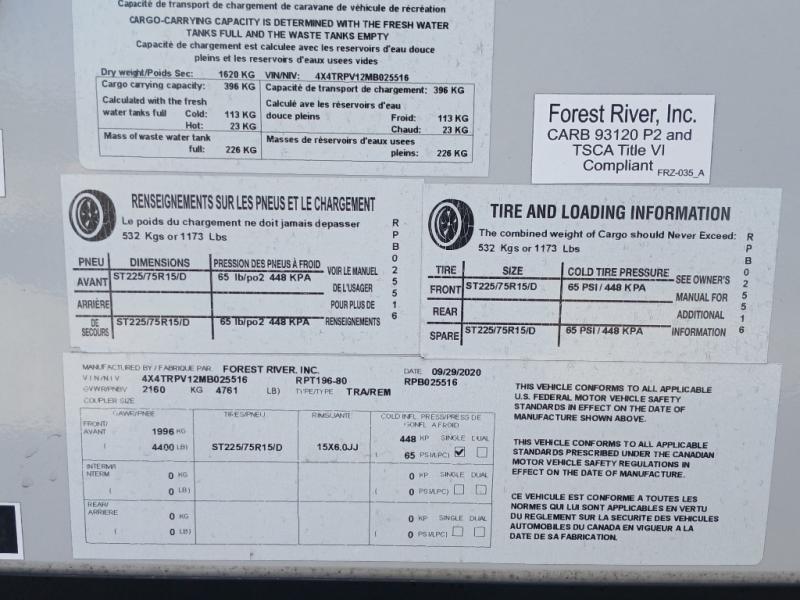 Capacité de transport de chargement de caravane de véhicule de récréation
CARGO-CARRYING CAPACITY IS DETERMINED WITH THE FRESH WATER
TANKS FULL AND THE WASTE TANKS EMPTY
Capacité de chargement est calculee avec les reservoirs d'eau douce
pleins et les reservoirs d'eaux usees vides
Dry weight/Poids Sec: 1620 KG VIN/NIV: 4X4TRPV12MB025516
Cargo carrying capacity: 396 KG
Calculated with the fresh
water tanks full Cold: 113 KG
Hot: 23 KG
Mass of waste water tank
full: 226 KG
Capacité de transport de chargement: 396 KG
Calculé ave les réservoirs d'eau
douce pleins Froid: 113 KG
Chaud: 23 KG
Masses de réservoirs d'eaux usees
pleins: 226 KG
Forest River, Inc.
CARB 93120 P2 and
TSCA Title VI
Compliant
FRZ-035_A
RENSEIGNEMENTS SUR LES PNEUS ET LE CHARGEMENT
Le poids du chargement ne doit jamais depasser
532 Kgs or 1173 Lbs
PNEU DIMENSIONS PRESSION DES PNEUS À FROID
AVANT ST225/75R15/D 65 lb/po2 448 KPA
ARRIÈRE
DE SECOURS ST225/75R15/D 65 lb/po2 448 KPA
VOIR LE MANUEL
DE L'USAGER
POUR PLUS DE
RENSEIGNEMENTS
RPB025516
TIRE AND LOADING INFORMATION
The combined weight of Cargo should Never Exceed:
532 Kgs or 1173 Lbs
TIRE SIZE COLD TIRE PRESSURE
FRONT ST225/75R15/D 65 PSI/448 KPA
REAR
SPARE ST225/75R15/D 65 PSI/448 KPA
SEE OWNER'S
MANUAL FOR
ADDITIONAL
INFORMATION
RPB025516
MANUFACTURED BY / FABRIQUE PAR FOREST RIVER, INC. DATE 09/29/2020
VIN/NIV 4X4TRPV12MB025516 RPT196-80 RPB025516
GVWR/PNBV 2160 KG 4761 LB) TYPE/TYPE TRA/REM
COUPLER SIZE
GAWR/PNBE TIRES/PNEU RIMS/JANTE COLD INFL. PRESS/PRESS DE
GONFL. A FROID
FRONT/
AVANT 1996 KG 448 KP SINGLE DUAL
( 4400 LB) ST225/75R15/D 15X6.0JJ ( 65 PSI/LPC)
INTERM/
INTERM 0 KG 0 KP SINGLE DUAL
( 0 LB) ( 0 PSI/LPC)
REAR/
ARRIERE 0 KG 0 KP SINGLE DUAL
( 0 LB) ( 0 PSI/LPC)
THIS VEHICLE CONFORMS TO ALL APPLICABLE
U.S. FEDERAL MOTOR VEHICLE SAFETY
STANDARDS IN EFFECT ON THE DATE OF
MANUFACTURE SHOWN ABOVE.
THIS VEHICLE CONFORMS TO ALL APPLICABLE
STANDARDS PRESCRIBED UNDER THE CANADIAN
MOTOR VEHICLE SAFETY REGULATIONS IN
EFFECT ON THE DATE OF MANUFACTURE.
CE VEHICULE EST CONFORME A TOUTES LES
NORMES QUI LUI SONT APPLICABLES EN VERTU
DU REGLEMENT SUR LA SECURITE DES VEHICULES
AUTOMOBILES DU CANADA EN VIGUEUR A LA
DATE DE SA FABRICATION.